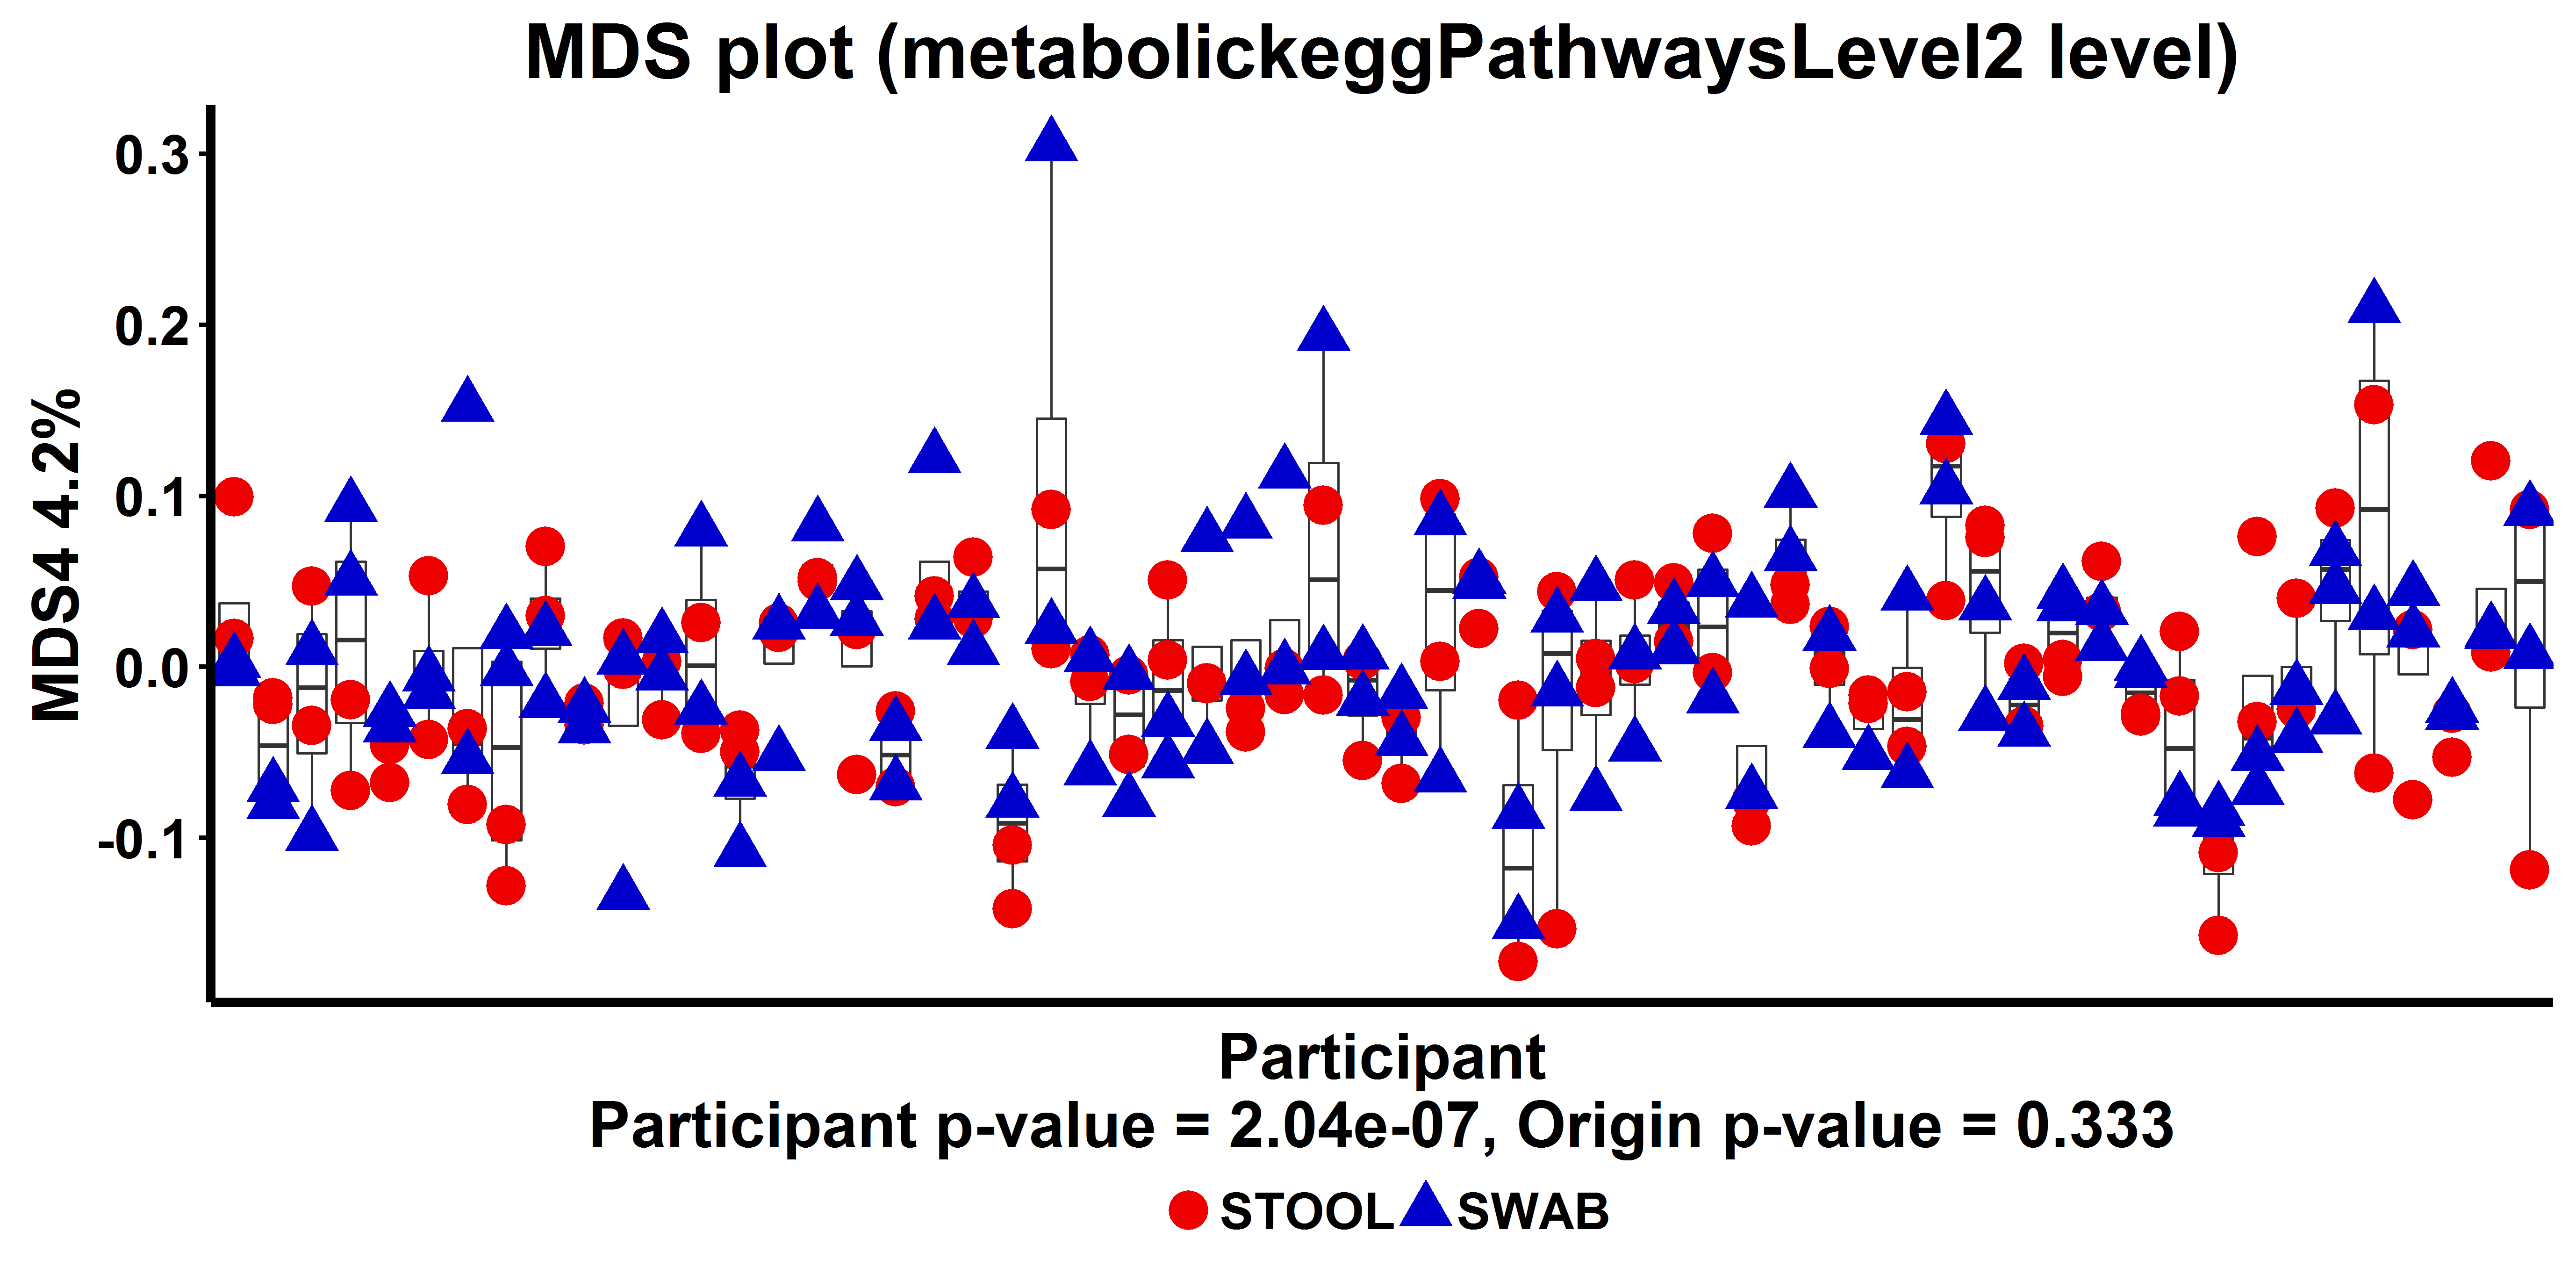 MDS plot (metabolickeggPathwaysLevel2 level)
MDS4 4.2%
0.3
0.2
0.1
0.0
-0.1
Participant
Participant p-value = 2.04e-07, Origin p-value = 0.333
STOOL SWAB